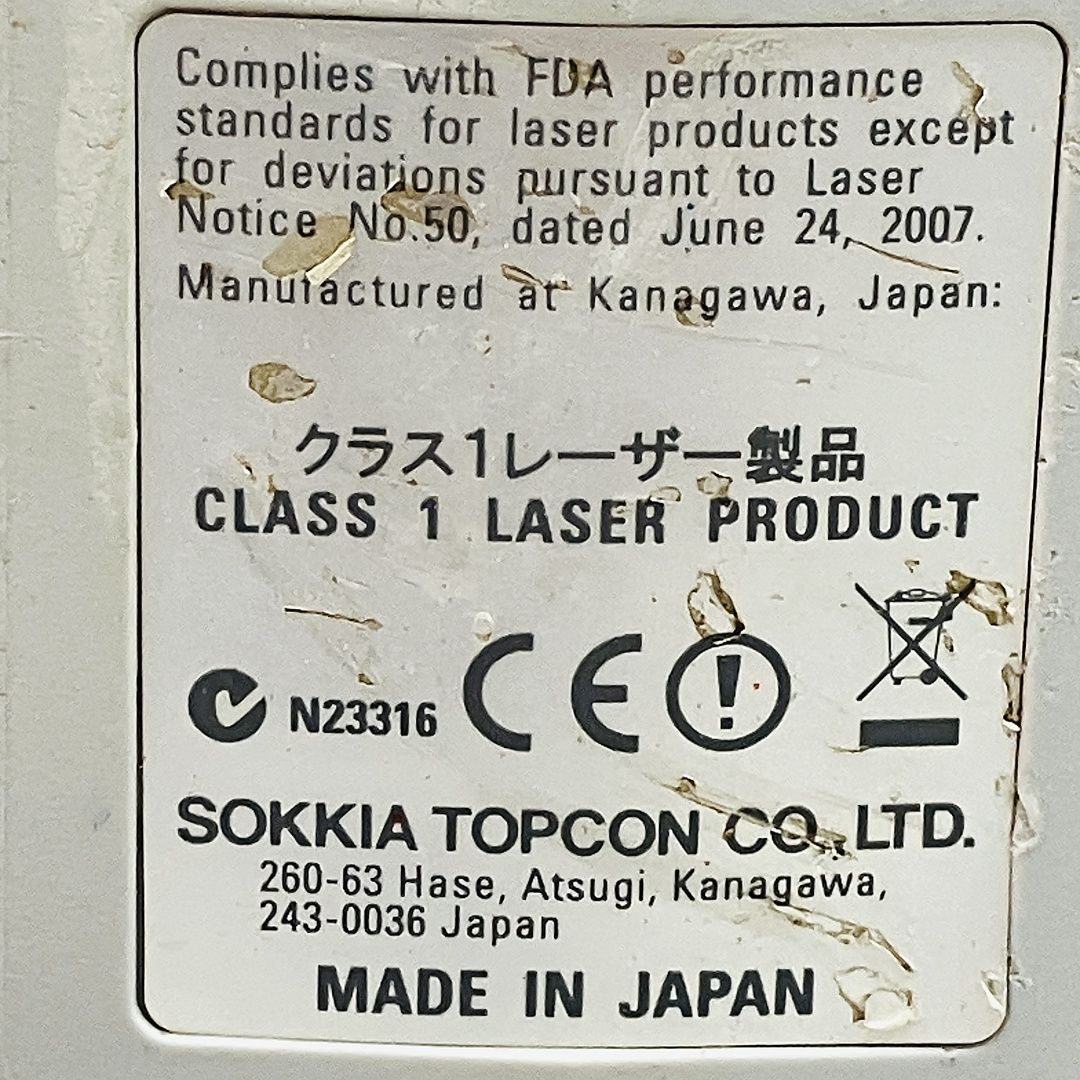 Complies with FDA performance
standards for laser products except
for deviations pursuant to Laser
Notice No.50, dated June 24, 2007.
Manufactured at Kanagawa, Japan:
クラス1レーザー製品
CLASS 1 LASER PRODUCT
N23316 CE
SOKKIA TOPCON CO., LTD.
260-63 Hase, Atsugi, Kanagawa,
243-0036 Japan
MADE IN JAPAN